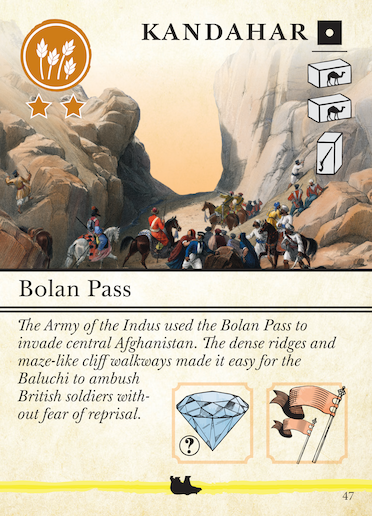 KANDAHAR
Bolan Pass
The Army of the Indus used the Bolan Pass to
invade central Afghanistan. The dense ridges and
maze-like cliff walkways made it easy for the
Baluchi to ambush
British soldiers with-
out fear of reprisal.
?
47